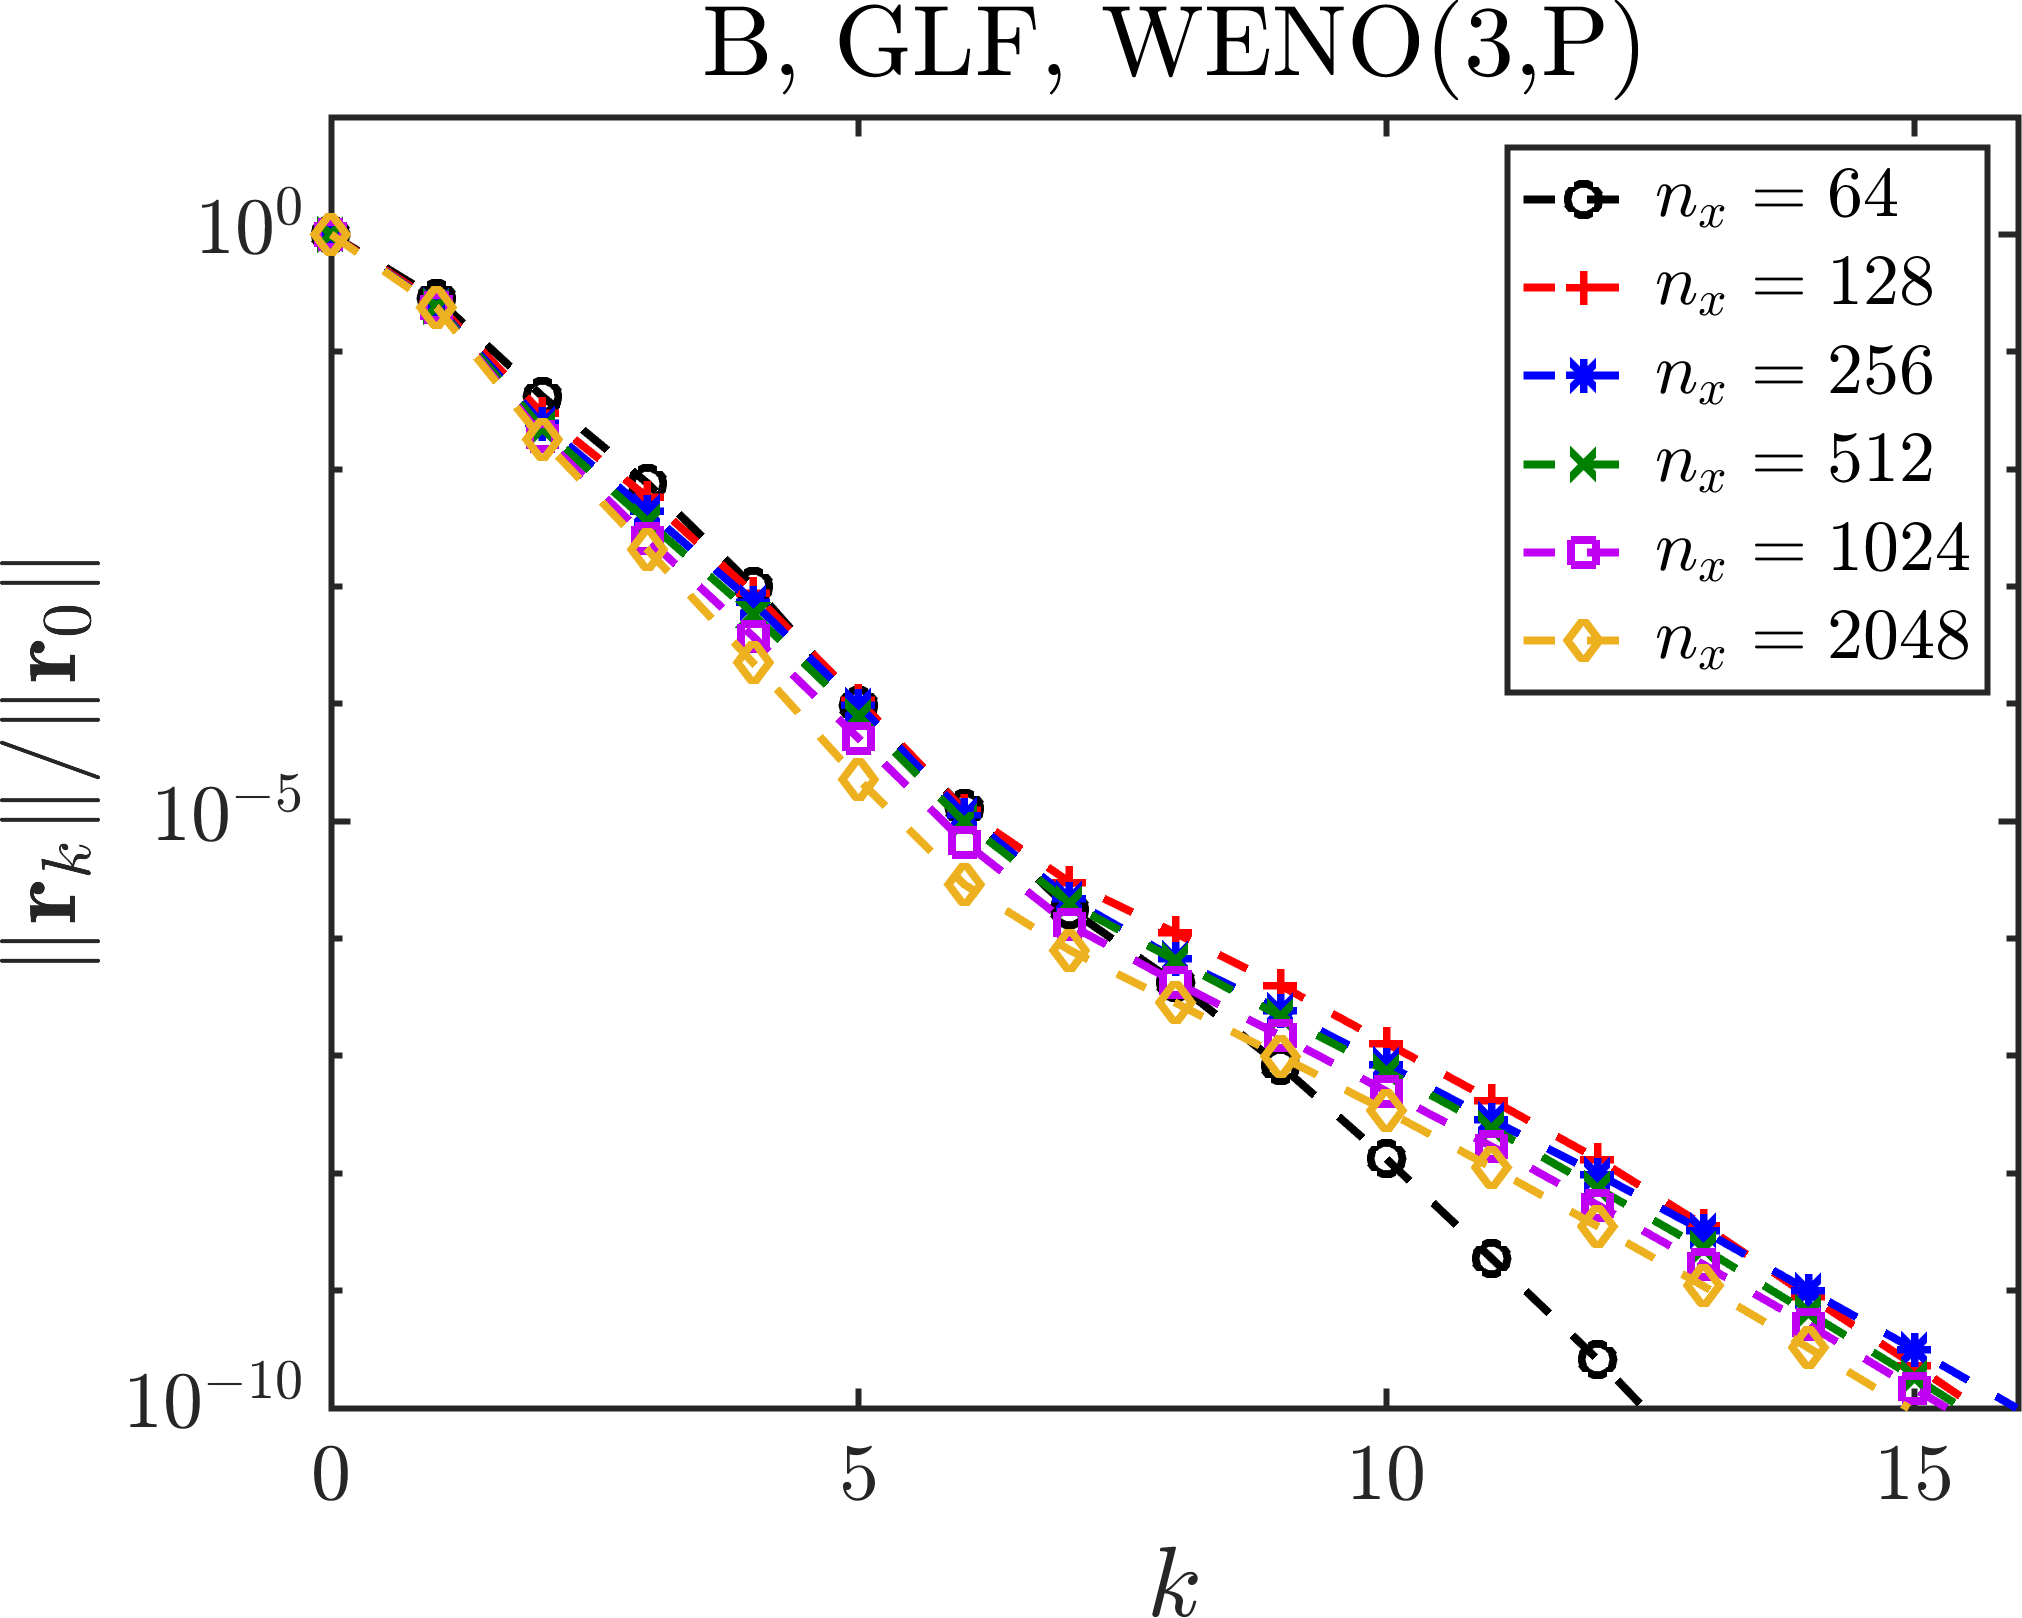 B, GLF, WENO(3,P)
10^0
10^{-5}
10^{-10}
‖r_k‖/‖r_0‖
n_x = 64
n_x = 128
n_x = 256
n_x = 512
n_x = 1024
n_x = 2048
0 5 10 15
k